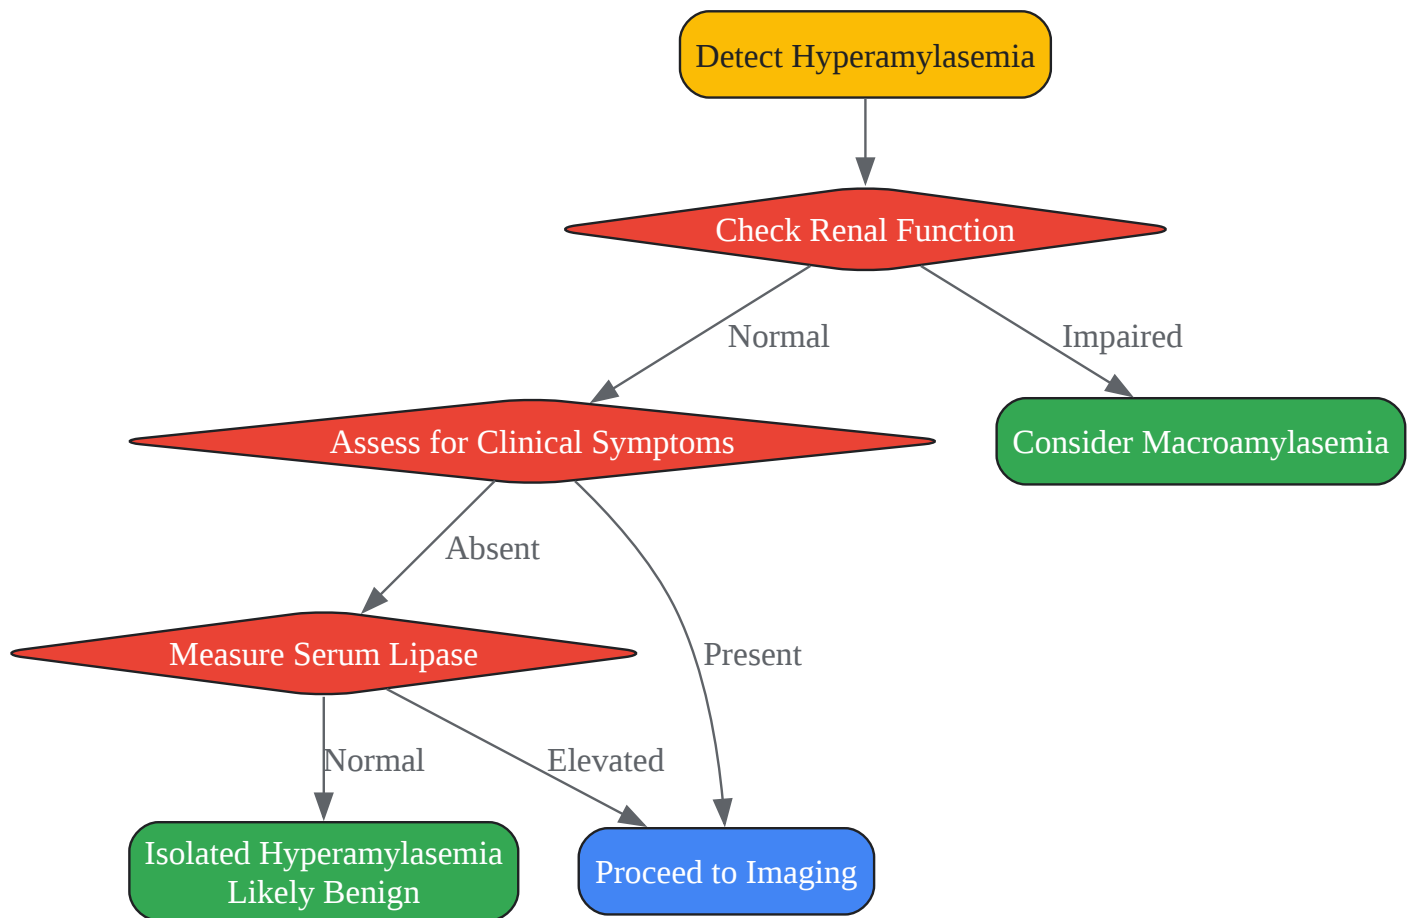 Detect Hyperamylasemia
Check Renal Function
Normal
Impaired
Assess for Clinical Symptoms
Consider Macroamylasemia
Absent
Measure Serum Lipase
Present
Normal
Elevated
Isolated Hyperamylasemia
Likely Benign
Proceed to Imaging